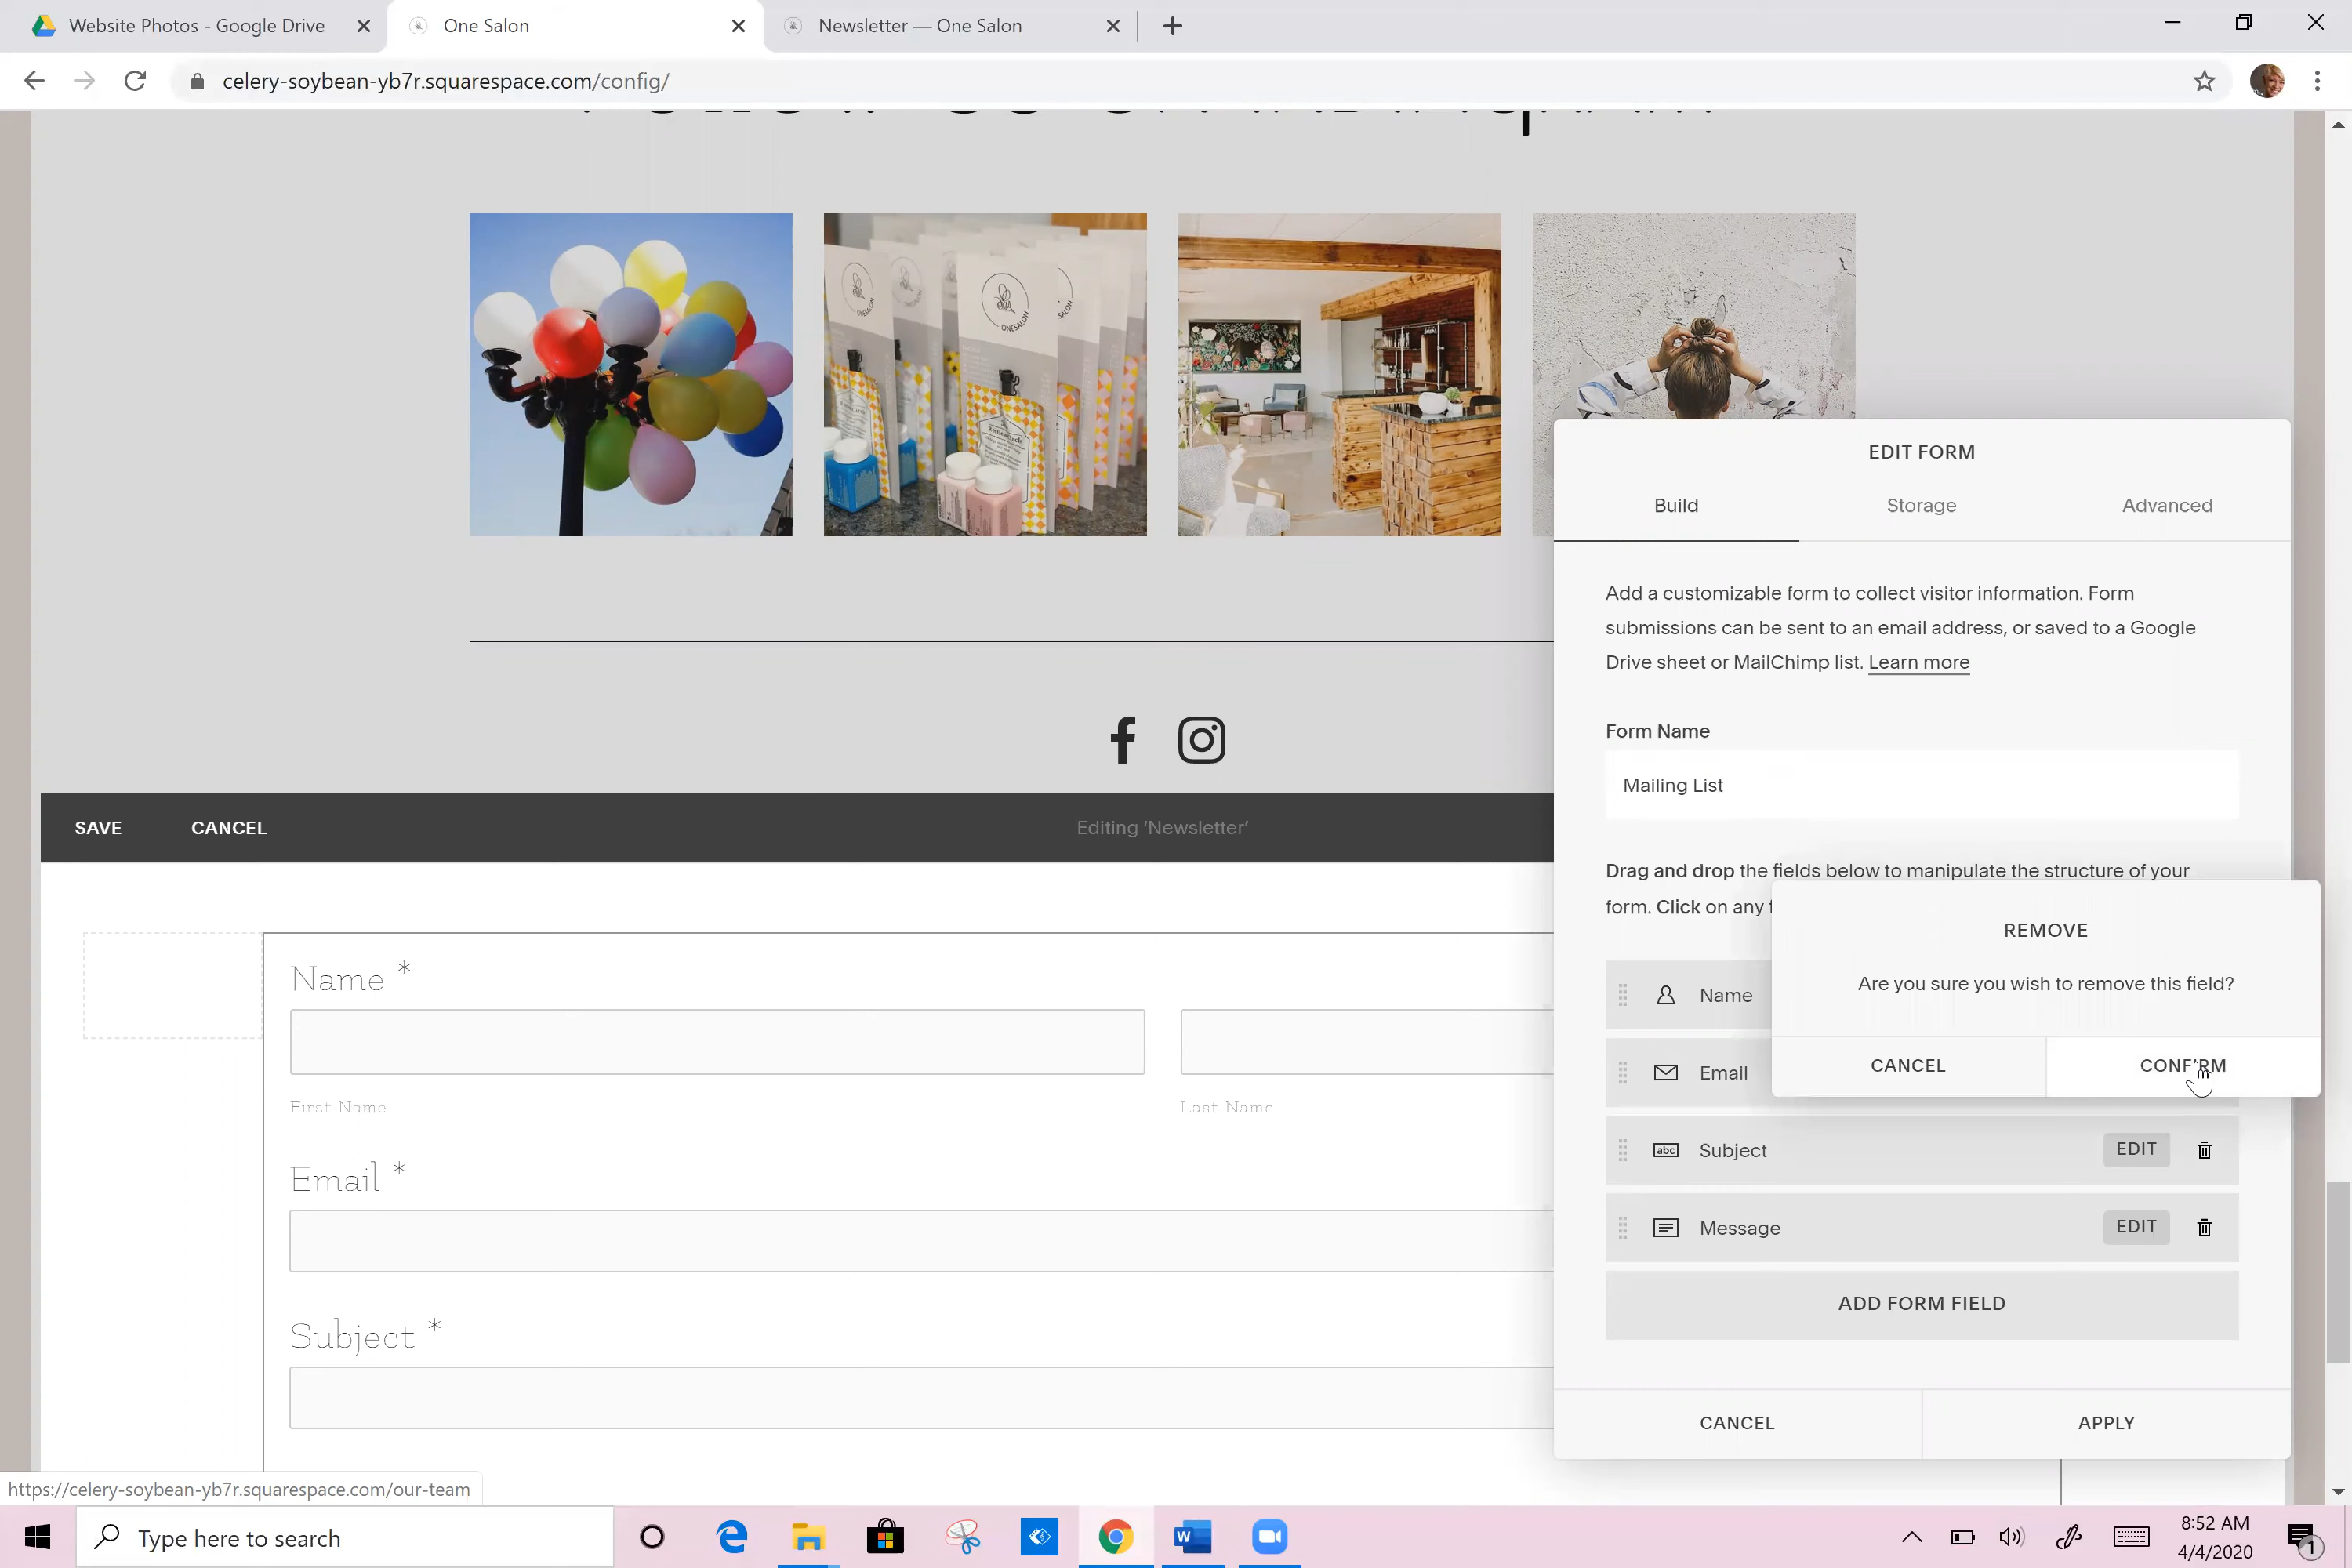 Website Photos - Google Drive
One Salon
Newsletter — One Salon
celery-soybean-yb7r.squarespace.com/config/
ONESALON
EDIT FORM
Build Storage Advanced
Add a customizable form to collect visitor information. Form
submissions can be sent to an email address, or saved to a Google
Drive sheet or MailChimp list. Learn more
Form Name
Mailing List
SAVE CANCEL Editing ‘Newsletter’
Drag and drop the fields below to manipulate the structure of your
form. Click on any
REMOVE
Are you sure you wish to remove this field?
CANCEL CONFIRM
Name
Email
abc Subject EDIT
Message EDIT
ADD FORM FIELD
CANCEL APPLY
Name *
First Name Last Name
Email *
Subject *
https://celery-soybean-yb7r.squarespace.com/our-team
Type here to search
W
8:52 AM
4/4/2020
1